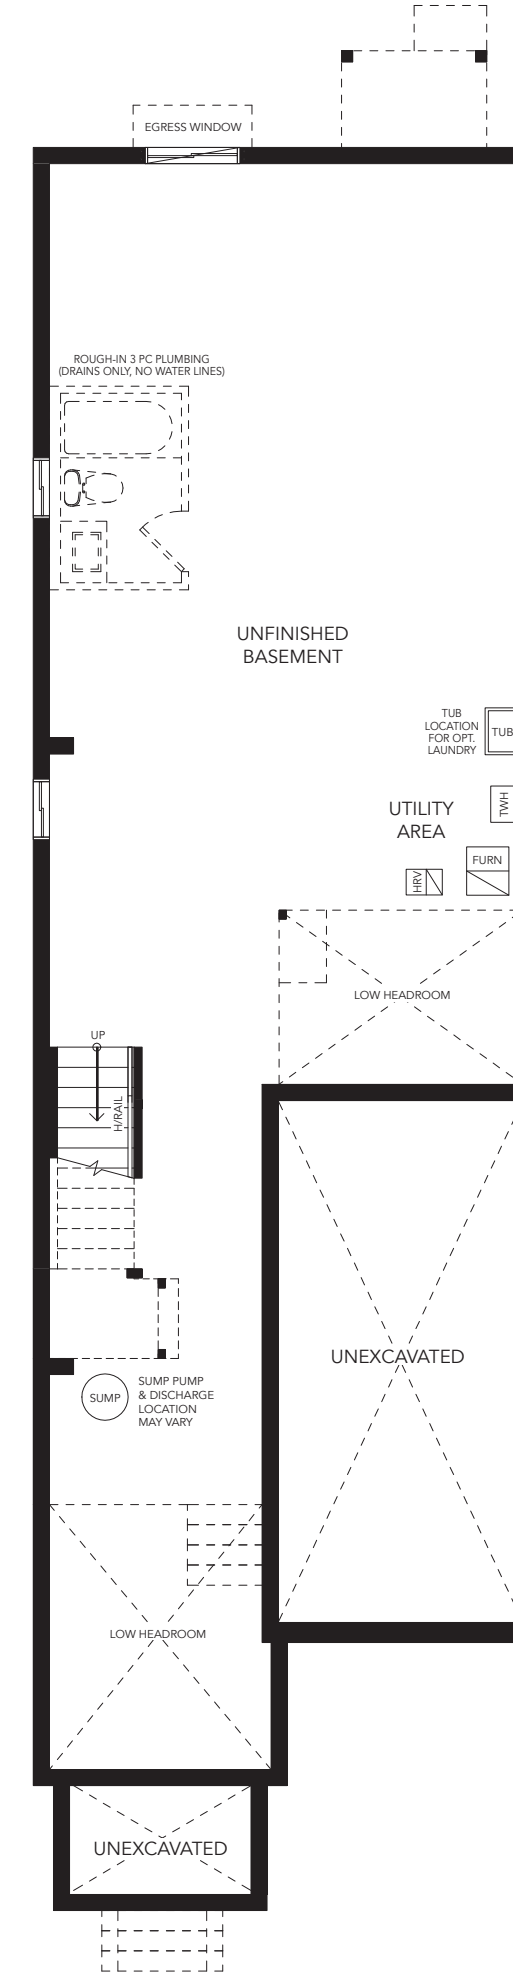 EGRESS WINDOW
ROUGH-IN 3 PC PLUMBING
(DRAINS ONLY, NO WATER LINES)
UNFINISHED
BASEMENT
TUB
LOCATION
FOR OPT.
LAUNDRY
TUB
UTILITY
AREA
TWH
FURN
HRV
LOW HEADROOM
UP
H/RAIL
UNEXCAVATED
SUMP
SUMP PUMP
& DISCHARGE
LOCATION
MAY VARY
LOW HEADROOM
UNEXCAVATED